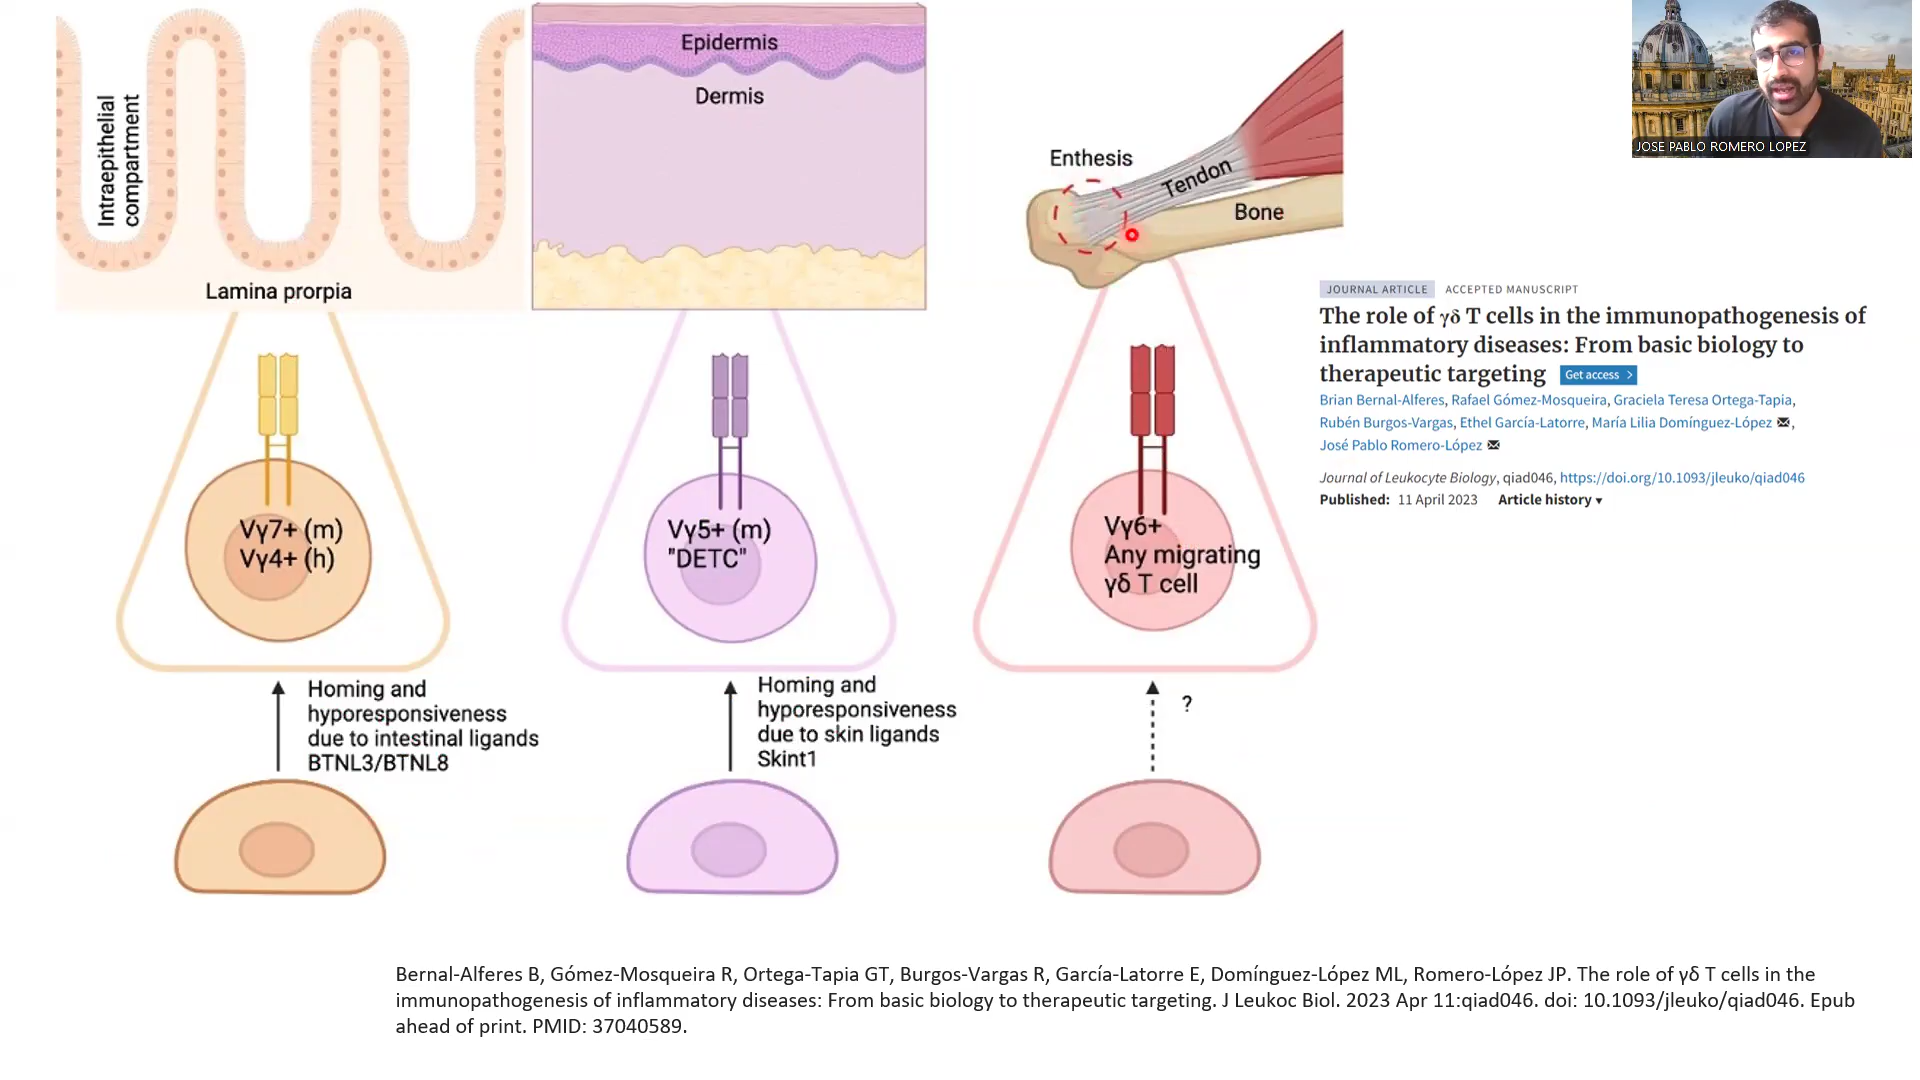 Intraepithelial
compartment
Lamina prorpia
Epidermis
Dermis
Enthesis
Tendon
Bone
JOSE PABLO ROMERO LOPEZ
JOURNAL ARTICLE ACCEPTED MANUSCRIPT
The role of γδ T cells in the immunopathogenesis of
inflammatory diseases: From basic biology to
therapeutic targeting Get access >
Brian Bernal-Alferes, Rafael Gómez-Mosqueira, Graciela Teresa Ortega-Tapia,
Rubén Burgos-Vargas, Ethel García-Latorre, María Lilia Domínguez-López ,
José Pablo Romero-López
Journal of Leukocyte Biology, qiad046, https://doi.org/10.1093/jleuko/qiad046
Published: 11 April 2023 Article history ▾
Vγ7+ (m)
Vγ4+ (h)
Vγ5+ (m)
"DETC"
Vγ6+
Any migrating
γδ T cell
Homing and
hyporesponsiveness
due to intestinal ligands
BTNL3/BTNL8
Homing and
hyporesponsiveness
due to skin ligands
Skint1
?
Bernal-Alferes B, Gómez-Mosqueira R, Ortega-Tapia GT, Burgos-Vargas R, García-Latorre E, Domínguez-López ML, Romero-López JP. The role of γδ T cells in the
immunopathogenesis of inflammatory diseases: From basic biology to therapeutic targeting. J Leukoc Biol. 2023 Apr 11:qiad046. doi: 10.1093/jleuko/qiad046. Epub
ahead of print. PMID: 37040589.